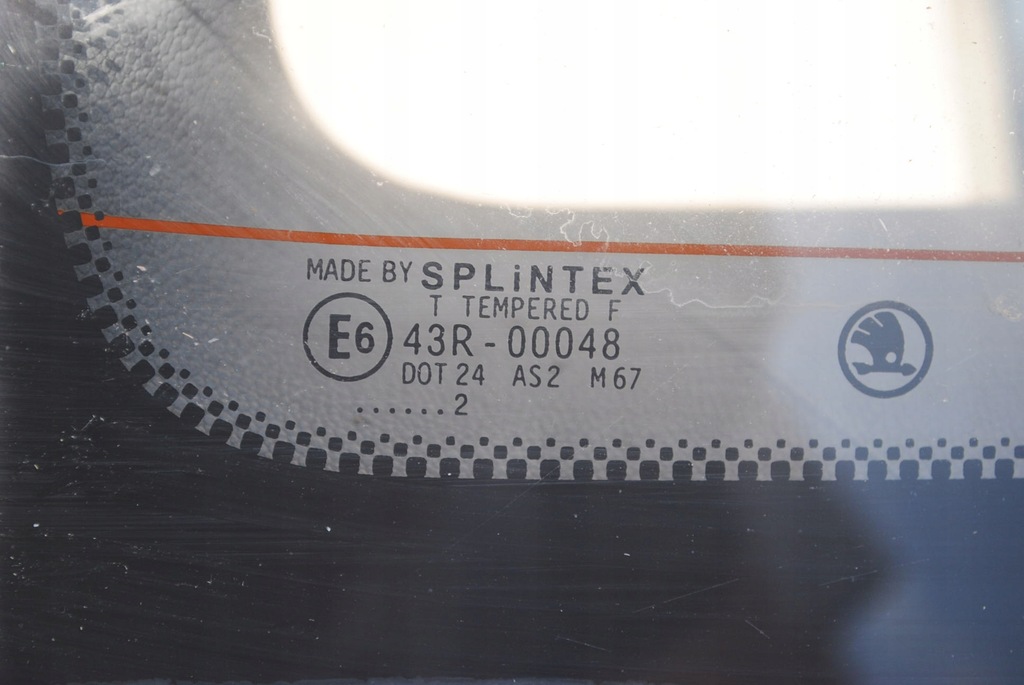 MADE BY SPLiNTEX
T TEMPERED F
E6 43R-00048
DOT 24 AS2 M67
......2